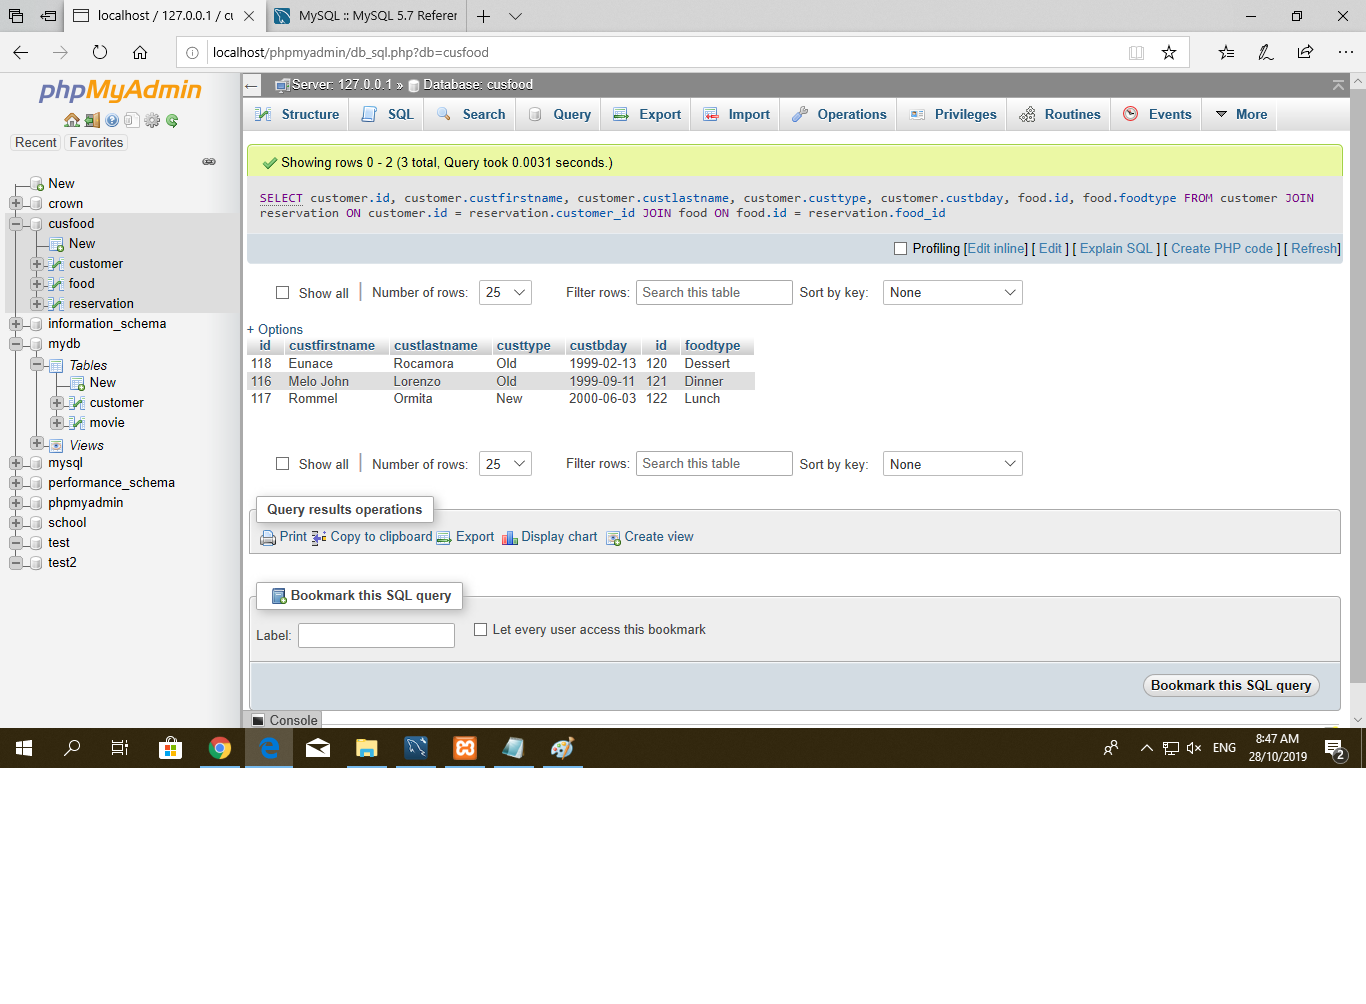 localhost / 127.0.0.1 / cu
MySQL :: MySQL 5.7 Referer
localhost/phpmyadmin/db_sql.php?db=cusfood
phpMyAdmin
Recent Favorites
New
crown
cusfood
New
customer
food
reservation
information_schema
mydb
Tables
New
customer
movie
Views
mysql
performance_schema
phpmyadmin
school
test
test2
Server: 127.0.0.1 » Database: cusfood
Structure SQL Search Query Export Import Operations Privileges Routines Events More
Showing rows 0 - 2 (3 total, Query took 0.0031 seconds.)
SELECT customer.id, customer.custfirstname, customer.custlastname, customer.custtype, customer.custbday, food.id, food.foodtype FROM customer JOIN
reservation ON customer.id = reservation.customer_id JOIN food ON food.id = reservation.food_id
Profiling [Edit inline] [ Edit ] [ Explain SQL ] [ Create PHP code ] [ Refresh]
Show all Number of rows: 25 Filter rows: Search this table Sort by key: None
+ Options
id custfirstname custlastname custtype custbday id foodtype
118 Eunace Rocamora Old 1999-02-13 120 Dessert
116 Melo John Lorenzo Old 1999-09-11 121 Dinner
117 Rommel Ormita New 2000-06-03 122 Lunch
Show all Number of rows: 25 Filter rows: Search this table Sort by key: None
Query results operations
Print Copy to clipboard Export Display chart Create view
Bookmark this SQL query
Label: Let every user access this bookmark
Bookmark this SQL query
Console
ENG
8:47 AM
28/10/2019
2